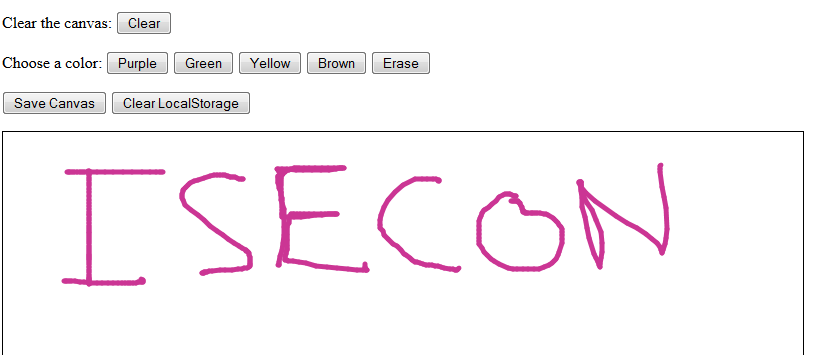 Clear the canvas: Clear
Choose a color: Purple Green Yellow Brown Erase
Save Canvas Clear LocalStorage
ISECON